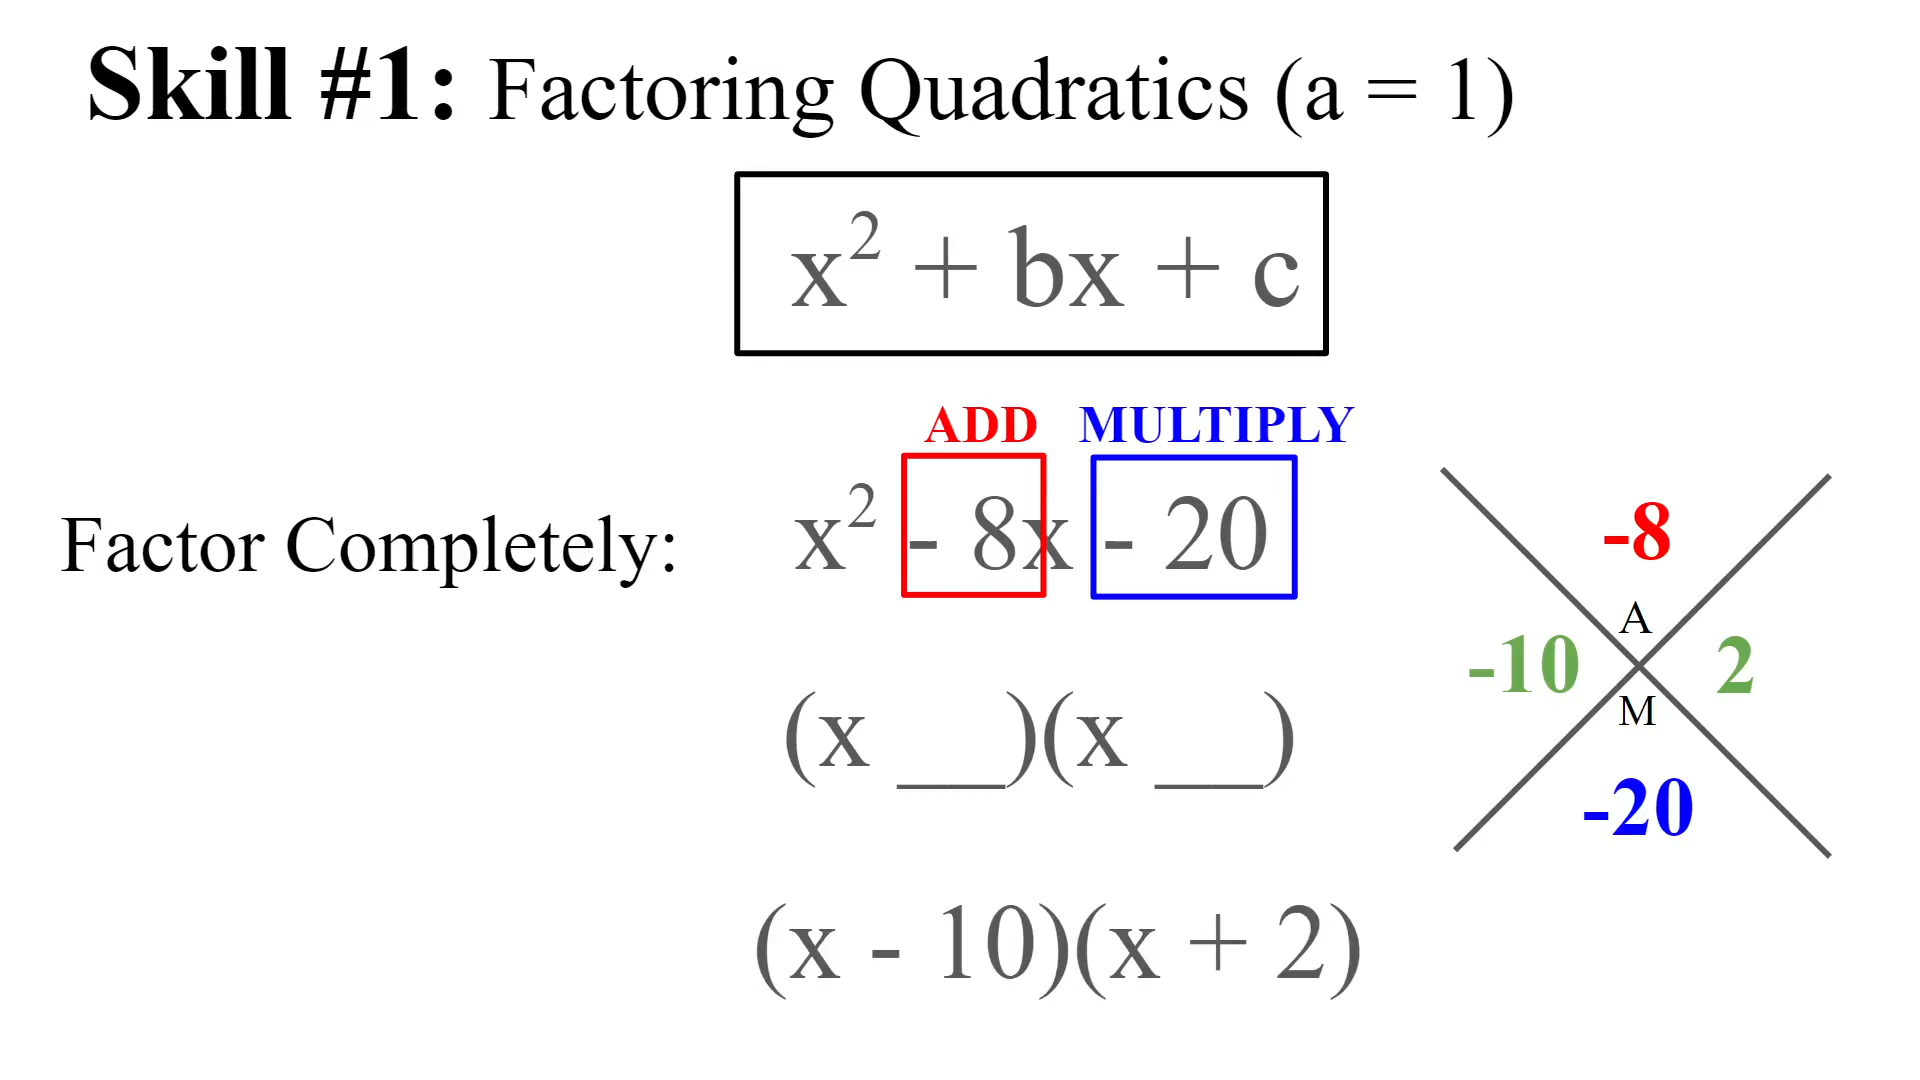 Skill #1: Factoring Quadratics (a = 1)
x² + bx + c
ADD MULTIPLY
Factor Completely: x² - 8x - 20
(x __)(x __)
(x - 10)(x + 2)
-8
A
-10 2
M
-20